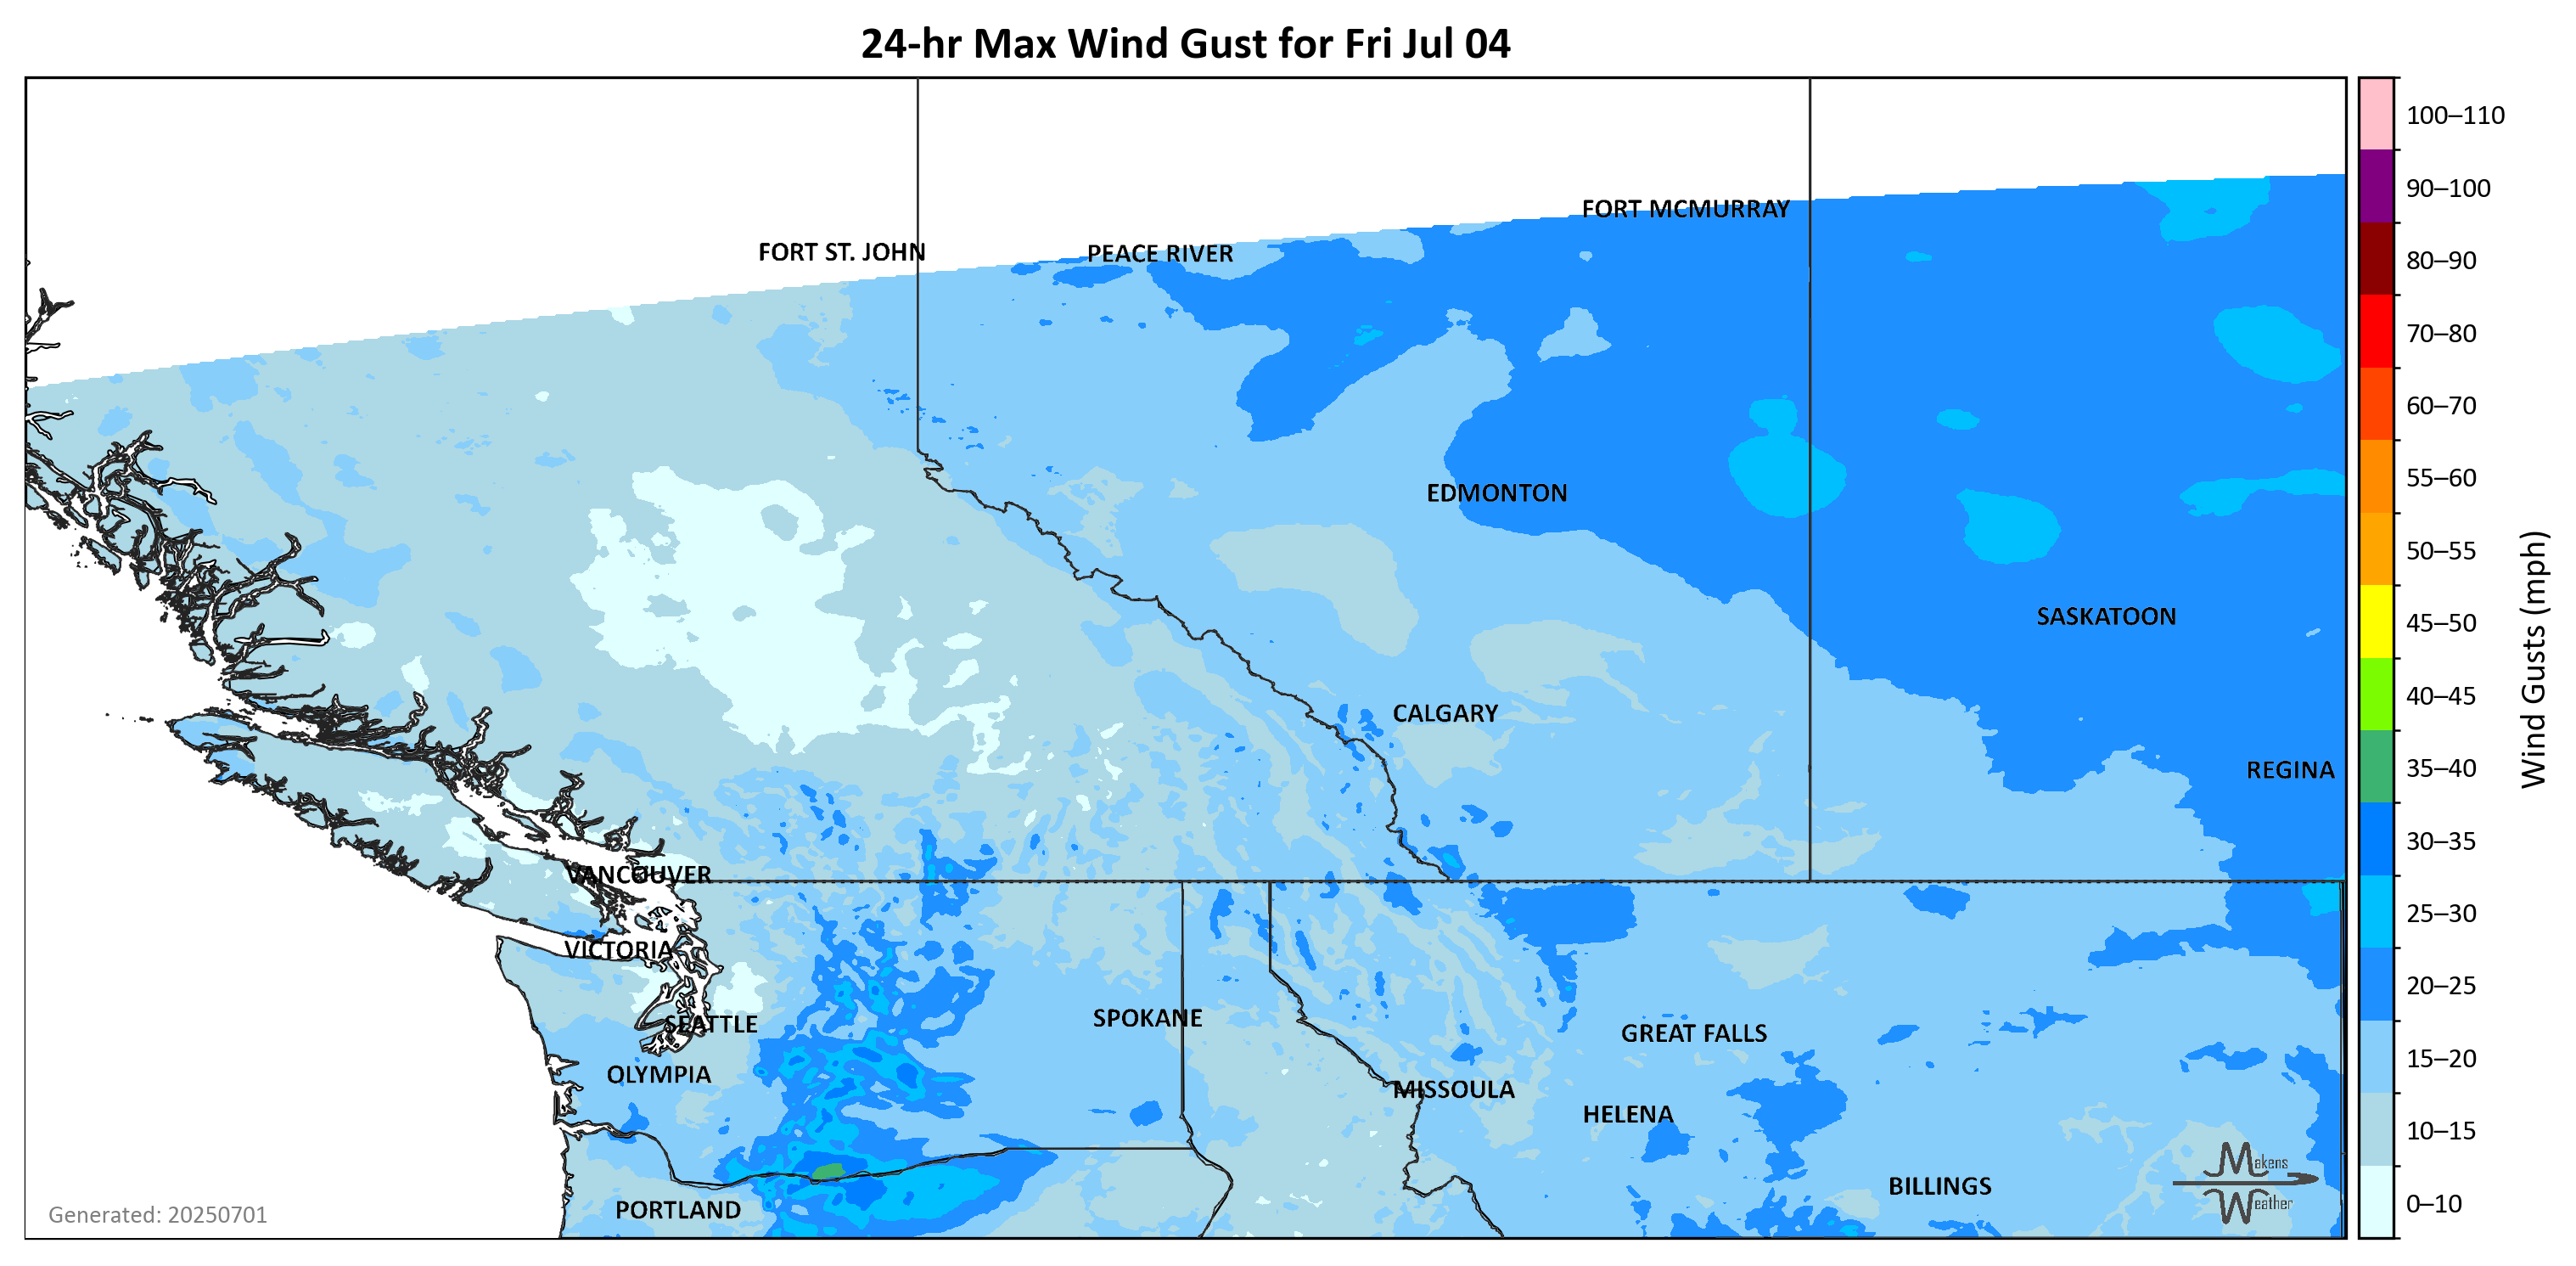 24-hr Max Wind Gust for Fri Jul 04
100–110
90–100
80–90
70–80
60–70
55–60
50–55
45–50
40–45
35–40
30–35
25–30
20–25
15–20
10–15
0–10
Wind Gusts (mph)
FORT MCMURRAY
FORT ST. JOHN
PEACE RIVER
EDMONTON
SASKATOON
CALGARY
REGINA
VANCOUVER
VICTORIA
SEATTLE
SPOKANE
GREAT FALLS
OLYMPIA
MISSOULA
HELENA
BILLINGS
PORTLAND
Makens
Weather
Generated: 20250701